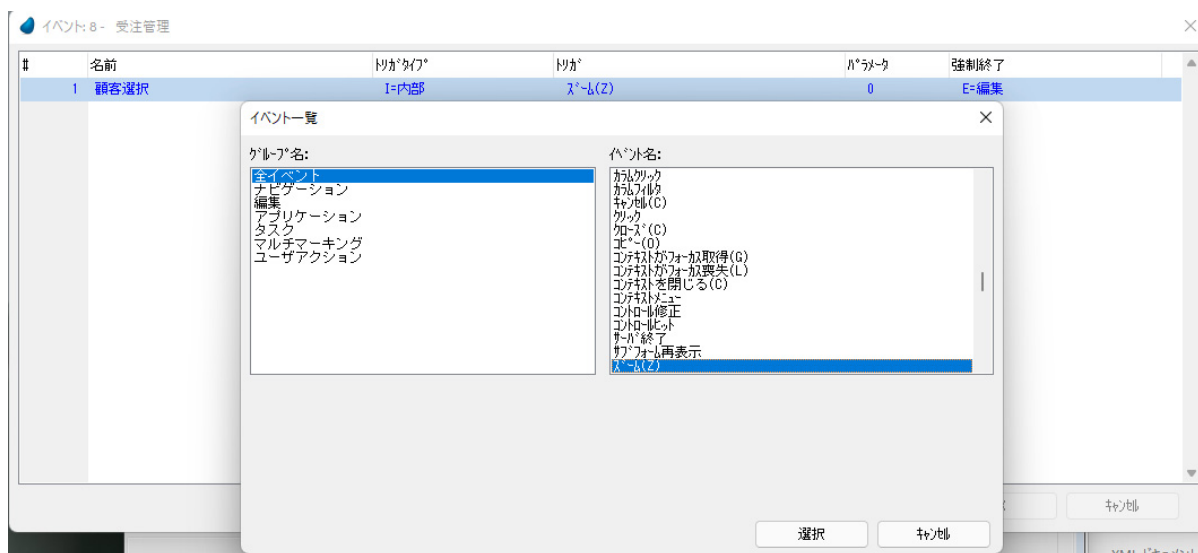 イベント: 8 - 受注管理
# 名前 ﾄﾘｶﾞﾀｲﾌﾟ ﾄﾘｶﾞ ﾊﾟﾗﾒｰﾀ 強制終了
1 顧客選択 I=内部 ｽﾞｰﾑ(Z) 0 E=編集
イベント一覧
ｸﾞﾙｰﾌﾟ名:
全イベント
ナビゲーション
編集
アプリケーション
タスク
マルチマーキング
ユーザアクション
ｲﾍﾞﾝﾄ名:
ｶﾗﾑｸﾘｯｸ
ｶﾗﾑﾌｨﾙﾀ
ｷｬﾝｾﾙ(C)
ｸﾘｯｸ
ｸﾛｰｽﾞ(C)
ｺﾋﾟｰ(O)
ｺﾝﾃｷｽﾄがﾌｫｰｶｽ取得(G)
ｺﾝﾃｷｽﾄがﾌｫｰｶｽ喪失(L)
ｺﾝﾃｷｽﾄを閉じる(C)
ｺﾝﾃｷｽﾄﾒﾆｭｰ
ｺﾝﾄﾛｰﾙ修正
ｺﾝﾄﾛｰﾙﾋｯﾄ
ｻｰﾊﾞ終了
ｻﾌﾞﾌｫｰﾑ再表示
ｽﾞｰﾑ(Z)
選択 ｷｬﾝｾﾙ
ｷｬﾝｾﾙ